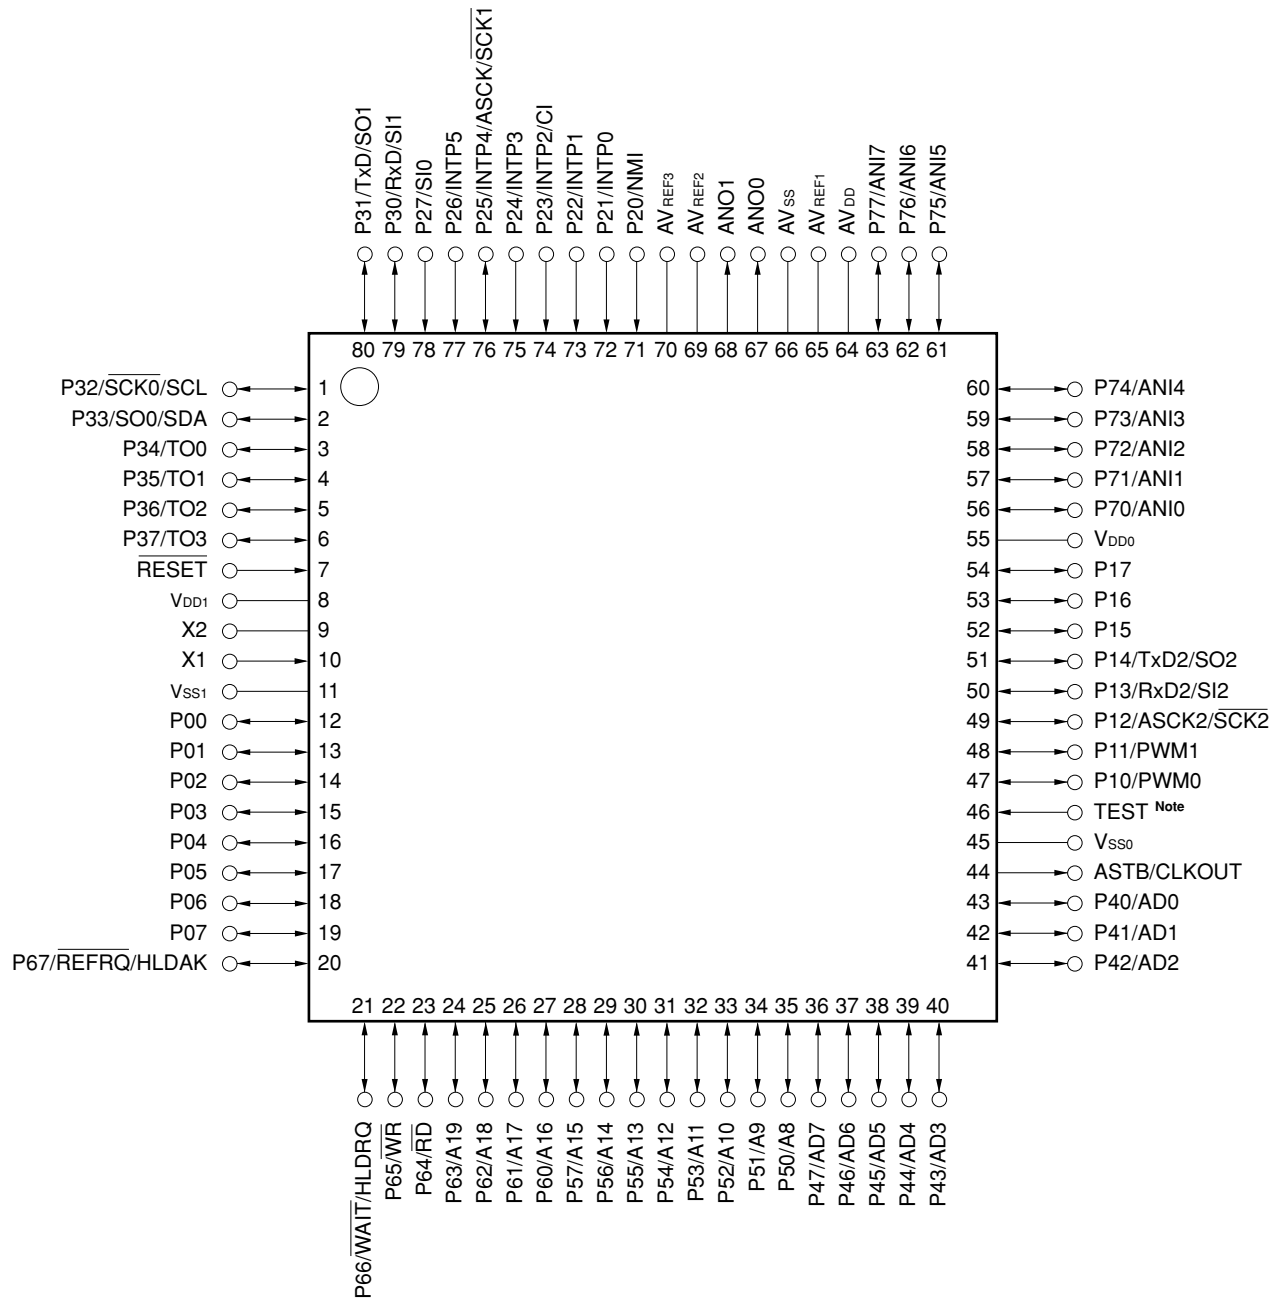 P31/TxD/SO1
P30/RxD/SI1
P27/SI0
P26/INTP5
P25/INTP4/ASCK/S̅C̅K̅1̅
P24/INTP3
P23/INTP2/CI
P22/INTP1
P21/INTP0
P20/NMI
AVREF3
AVREF2
ANO1
ANO0
AVSS
AVREF1
AVDD
P77/ANI7
P76/ANI6
P75/ANI5
80 79 78 77 76 75 74 73 72 71 70 69 68 67 66 65 64 63 62 61
P32/S̅C̅K̅0̅/SCL 1
P33/SO0/SDA 2
P34/TO0 3
P35/TO1 4
P36/TO2 5
P37/TO3 6
R̅E̅S̅E̅T̅ 7
VDD1 8
X2 9
X1 10
VSS1 11
P00 12
P01 13
P02 14
P03 15
P04 16
P05 17
P06 18
P07 19
P67/R̅E̅F̅R̅Q̅/HLDAK 20
60 P74/ANI4
59 P73/ANI3
58 P72/ANI2
57 P71/ANI1
56 P70/ANI0
55 VDD0
54 P17
53 P16
52 P15
51 P14/TxD2/SO2
50 P13/RxD2/SI2
49 P12/ASCK2/S̅C̅K̅2̅
48 P11/PWM1
47 P10/PWM0
46 TEST Note
45 VSS0
44 ASTB/CLKOUT
43 P40/AD0
42 P41/AD1
41 P42/AD2
21 22 23 24 25 26 27 28 29 30 31 32 33 34 35 36 37 38 39 40
P66/W̅A̅I̅T̅/HLDRQ
P65/W̅R̅
P64/R̅D̅
P63/A19
P62/A18
P61/A17
P60/A16
P57/A15
P56/A14
P55/A13
P54/A12
P53/A11
P52/A10
P51/A9
P50/A8
P47/AD7
P46/AD6
P45/AD5
P44/AD4
P43/AD3